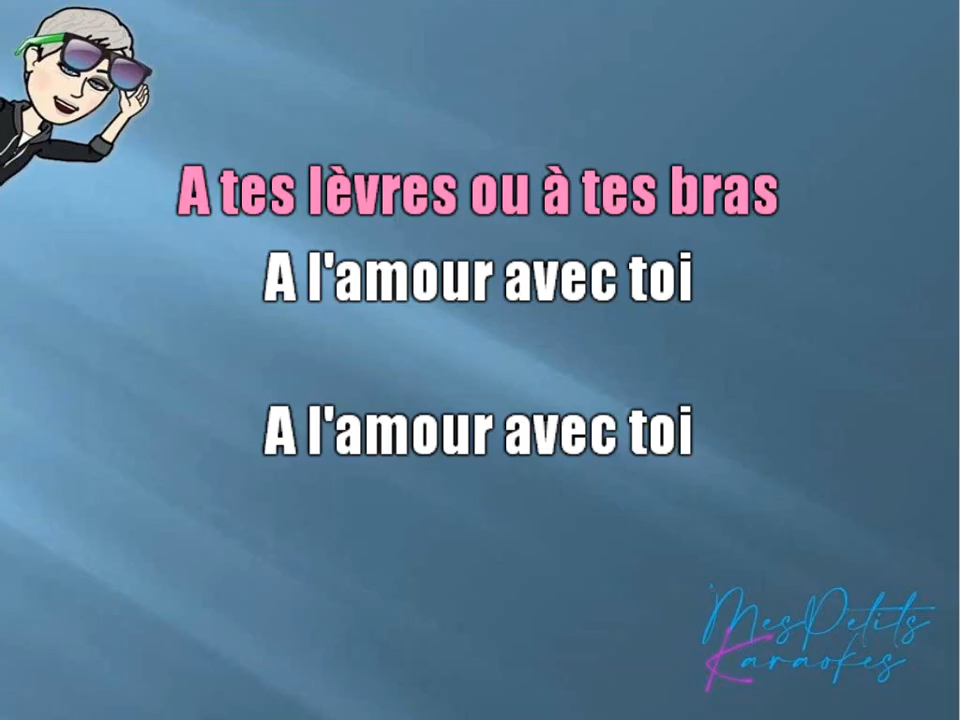 A tes lèvres ou à tes bras
A l'amour avec toi
A l'amour avec toi
MesPetits
Karaokes